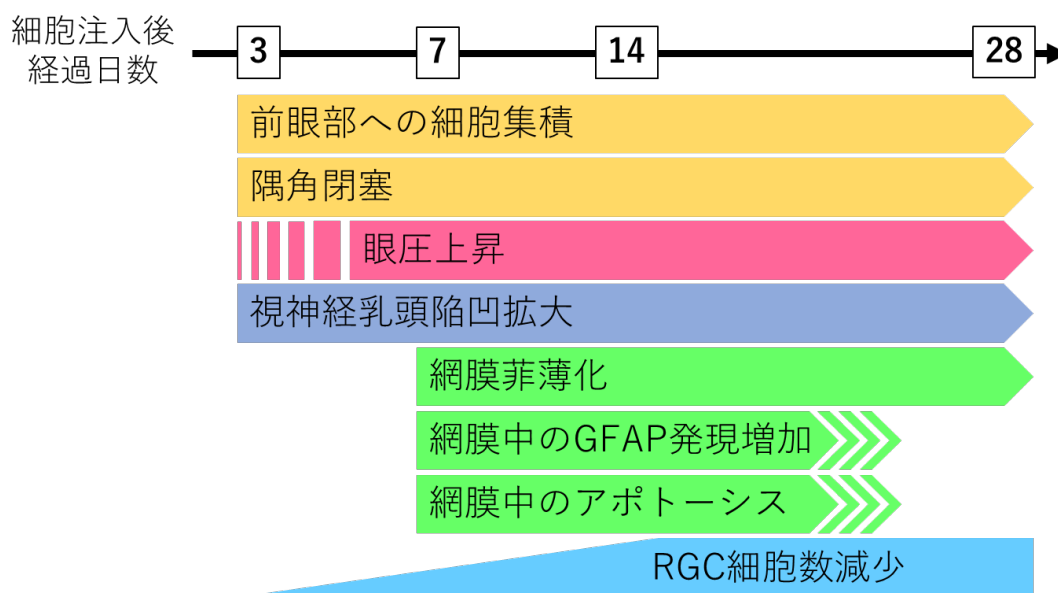 細胞注入後
経過日数
3 7 14 28
前眼部への細胞集積
隅角閉塞
眼圧上昇
視神経乳頭陥凹拡大
網膜菲薄化
網膜中のGFAP発現増加
網膜中のアポトーシス
RGC細胞数減少